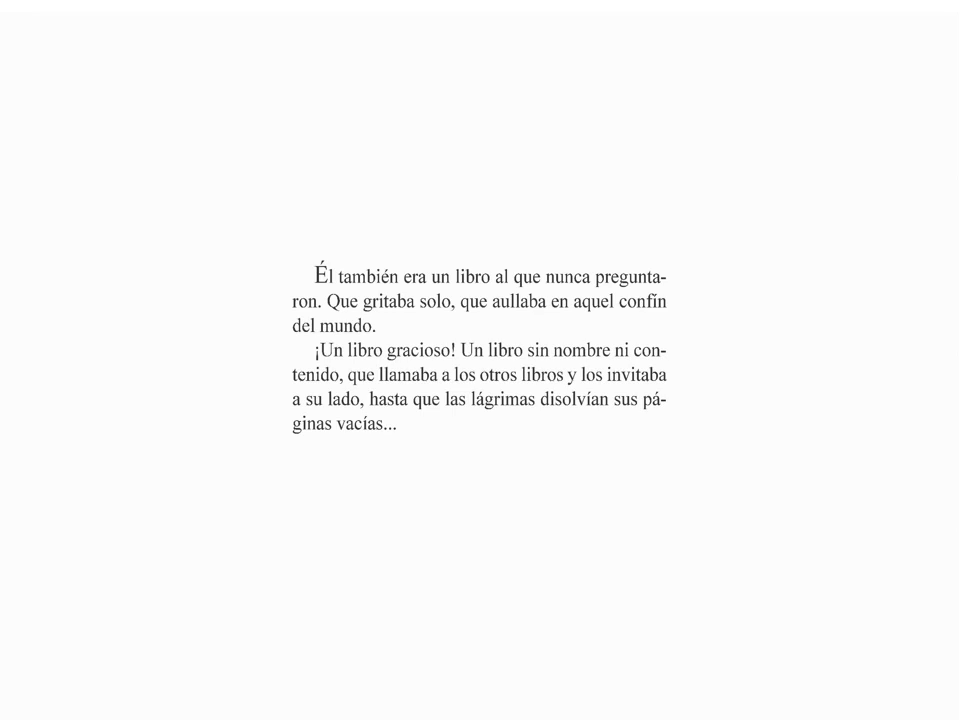 Él también era un libro al que nunca pregunta-
ron. Que gritaba solo, que aullaba en aquel confín
del mundo.
¡Un libro gracioso! Un libro sin nombre ni con-
tenido, que llamaba a los otros libros y los invitaba
a su lado, hasta que las lágrimas disolvían sus pá-
ginas vacías...